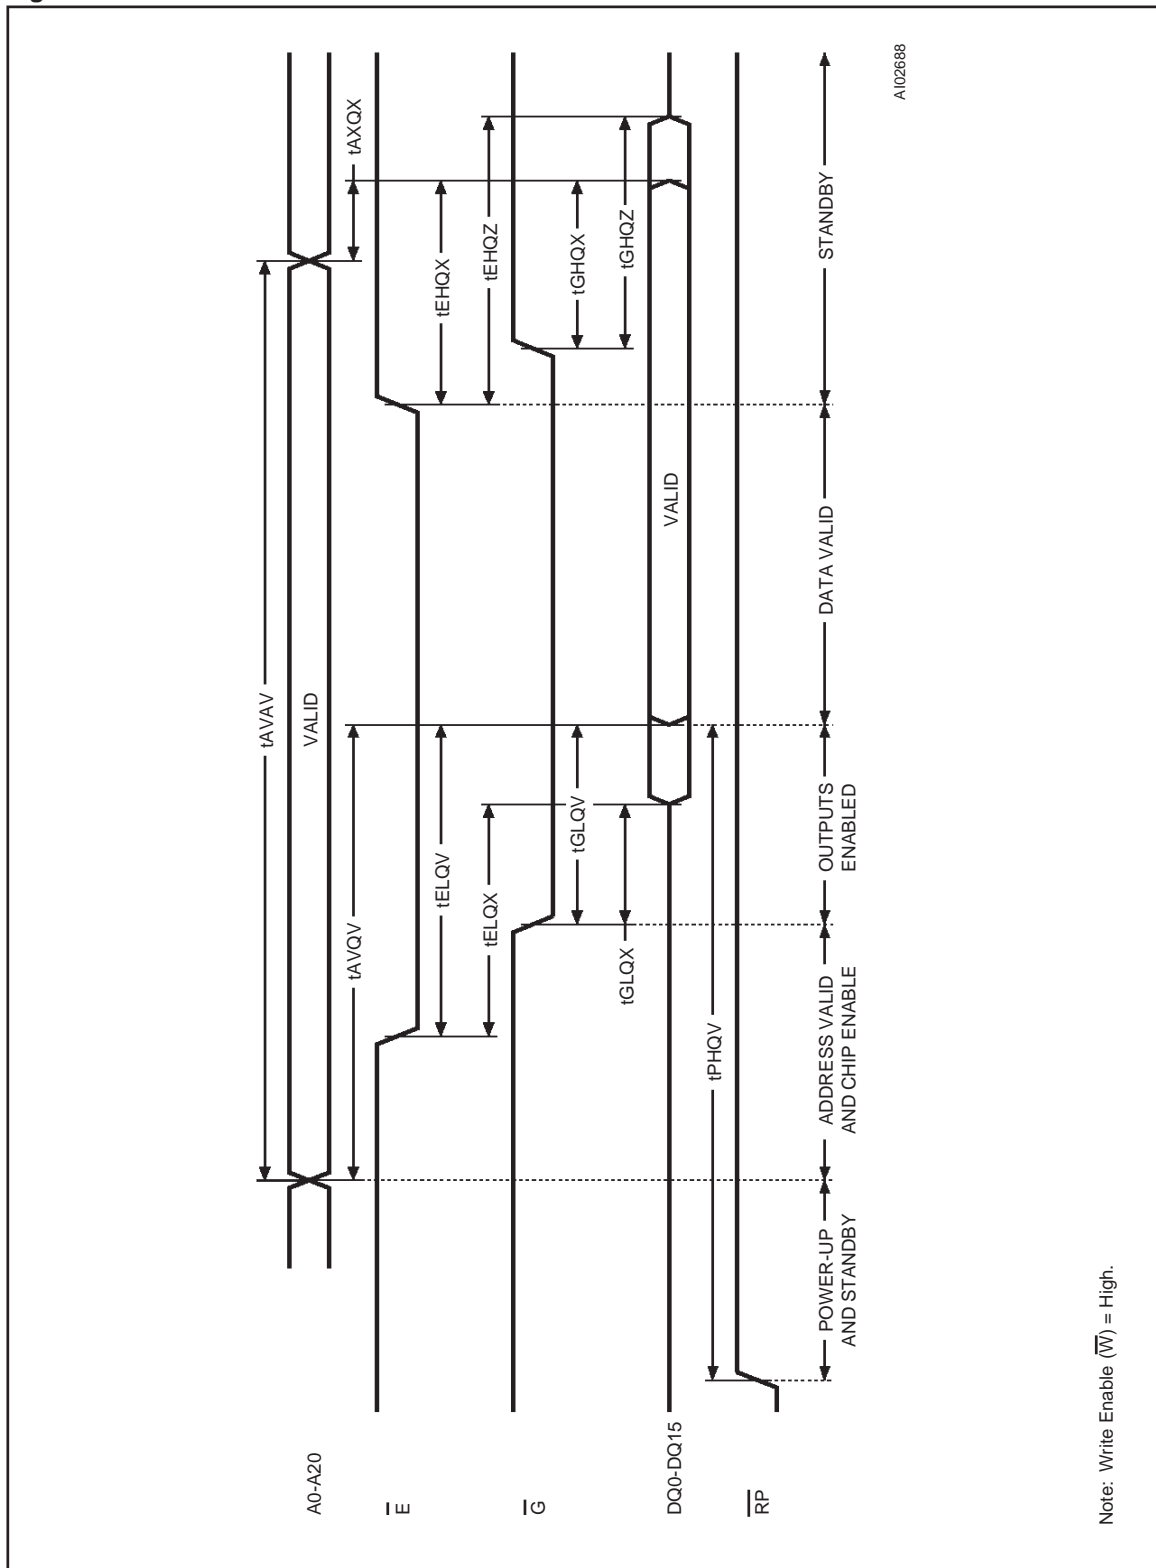 tAVAV
A0-A20
VALID
tAVQV
tAXQX
E̅
tELQV
tEHQX
tELQX
tEHQZ
G̅
tGLQV
tGHQX
tGLQX
tGHQZ
DQ0-DQ15
VALID
tPHQV
R̅P̅
POWER-UP
AND STANDBY
ADDRESS VALID
AND CHIP ENABLE
OUTPUTS
ENABLED
DATA VALID
STANDBY
AI02688
Note: Write Enable (W̅) = High.